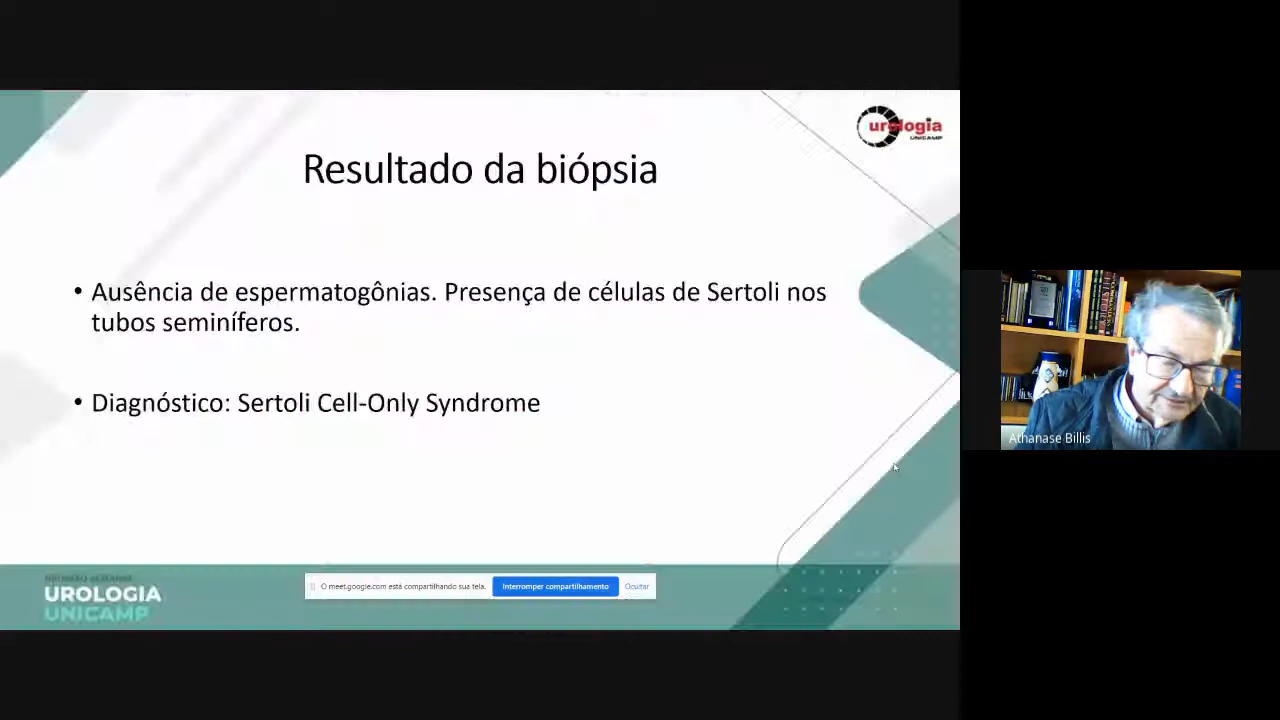 urologia
UNICAMP
Resultado da biópsia
• Ausência de espermatogônias. Presença de células de Sertoli nos
tubos seminíferos.
• Diagnóstico: Sertoli Cell-Only Syndrome
Athanase Billis
O meet.google.com está compartilhando sua tela.
Interromper compartilhamento
Ocultar
UROLOGIA
UNICAMP